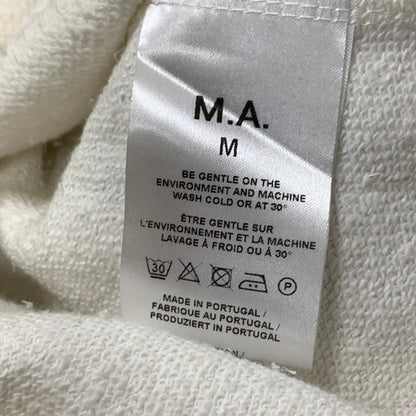 M.A.
M
BE GENTLE ON THE
ENVIRONMENT AND MACHINE
WASH COLD OR AT 30°
ÊTRE GENTLE SUR
L'ENVIRONNEMENT ET LA MACHINE
LAVAGE À FROID OU À 30°
30 P
MADE IN PORTUGAL/
FABRIQUE AU PORTUGAL/
PRODUZIERT IN PORTUGAL/